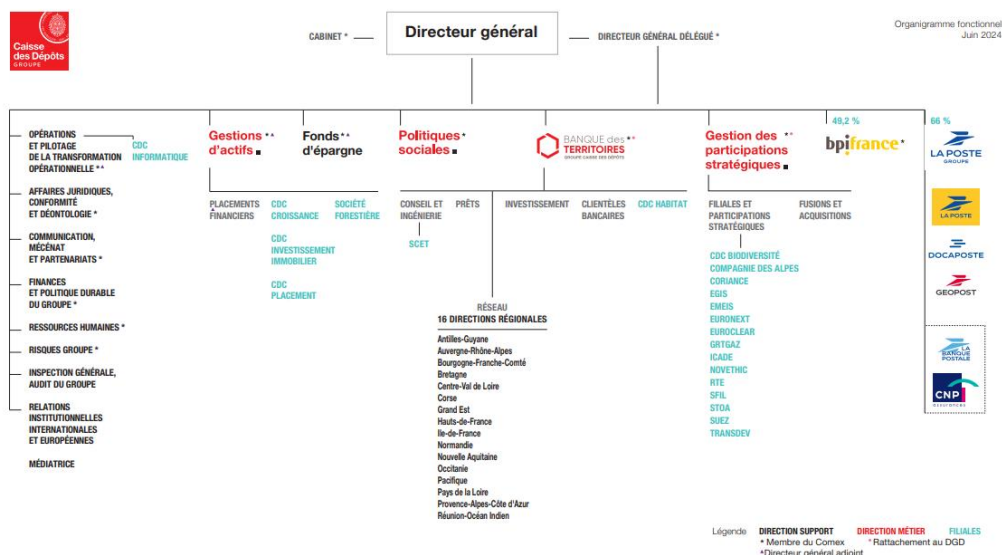 Caisse
des Dépôts
GROUPE
CABINET *
Directeur général
DIRECTEUR GÉNÉRAL DÉLÉGUÉ *
Organigramme fonctionnel
Juin 2024
OPÉRATIONS
ET PILOTAGE
DE LA TRANSFORMATION
OPÉRATIONNELLE *▲
CDC
INFORMATIQUE
AFFAIRES JURIDIQUES,
CONFORMITÉ
ET DÉONTOLOGIE *
COMMUNICATION,
MÉCÉNAT
ET PARTENARIATS *
FINANCES
ET POLITIQUE DURABLE
DU GROUPE *
RESSOURCES HUMAINES *
RISQUES GROUPE *
INSPECTION GÉNÉRALE,
AUDIT DU GROUPE
RELATIONS
INSTITUTIONNELLES
INTERNATIONALES
ET EUROPÉENNES
MÉDIATRICE
Gestions *▲
d'actifs ■
PLACEMENTS
FINANCIERS
CDC
CROISSANCE
CDC
INVESTISSEMENT
IMMOBILIER
CDC
PLACEMENT
SOCIÉTÉ
FORESTIÈRE
Fonds *▲
d'épargne
Politiques *
sociales ■
BANQUE des **
TERRITOIRES
GROUPE CAISSE DES DÉPÔTS
CONSEIL ET
INGÉNIERIE
SCET
PRÊTS
INVESTISSEMENT
CLIENTÈLES
BANCAIRES
CDC HABITAT
RÉSEAU
16 DIRECTIONS RÉGIONALES
Antilles-Guyane
Auvergne-Rhône-Alpes
Bourgogne-Franche-Comté
Bretagne
Centre-Val de Loire
Corse
Grand Est
Hauts-de-France
Ile-de-France
Normandie
Nouvelle Aquitaine
Occitanie
Pacifique
Pays de la Loire
Provence-Alpes-Côte d'Azur
Réunion-Océan Indien
Gestion des **
participations
stratégiques ■
FILIALES ET
PARTICIPATIONS
STRATÉGIQUES
CDC BIODIVERSITÉ
COMPAGNIE DES ALPES
CORIANCE
EGIS
EMEIS
EURONEXT
EUROCLEAR
GRTGAZ
ICADE
NOVETHIC
RTE
SFIL
STOA
SUEZ
TRANSDEV
FUSIONS ET
ACQUISITIONS
49,2 %
bpifrance *
66 %
LA POSTE
GROUPE
LA POSTE
DOCAPOSTE
GEOPOST
LA
BANQUE
POSTALE
CNP
assurances
Légende DIRECTION SUPPORT DIRECTION MÉTIER FILIALES
* Membre du Comex * Rattachement au DGD
▲Directeur général adjoint